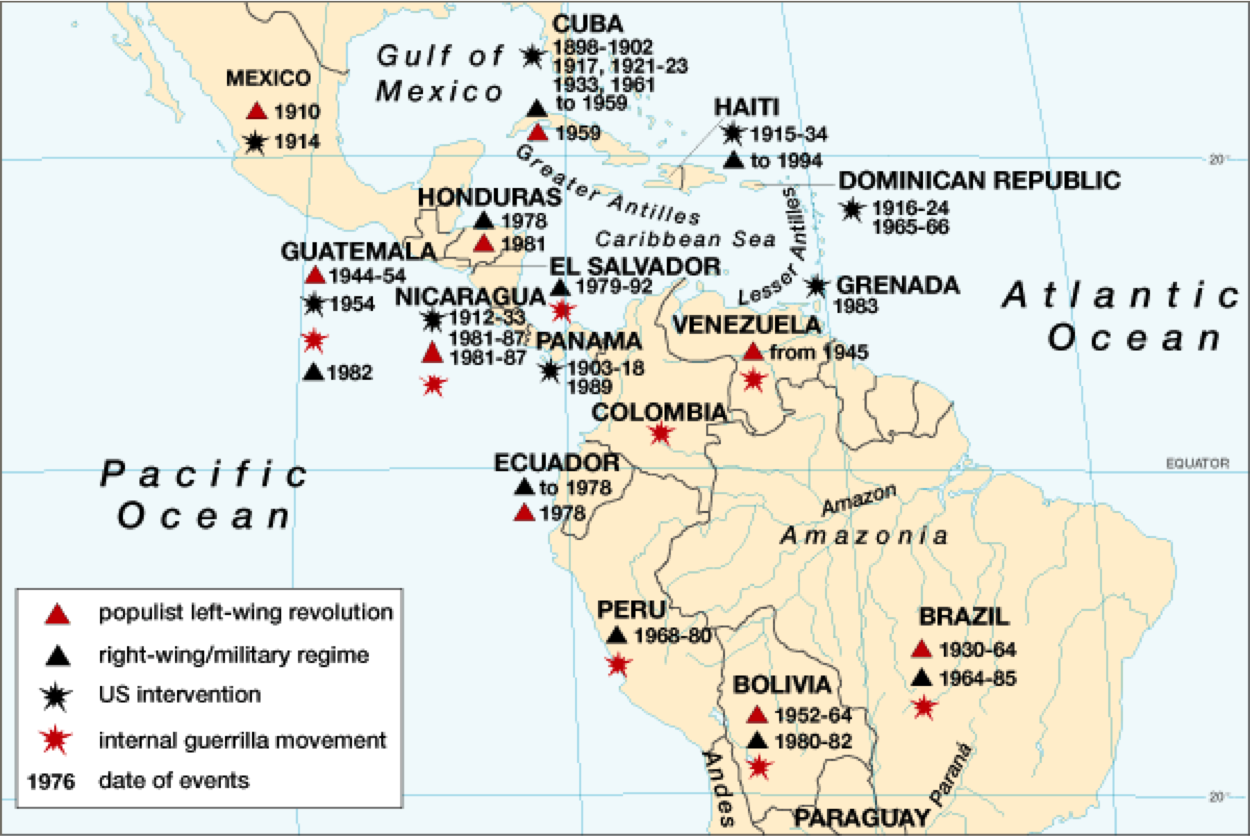 CUBA
1898-1902
1917, 1921-23
1933, 1961
to 1959
1959
Gulf of
Mexico
MEXICO
1910
1914
HAITI
1915-34
to 1994
20°
DOMINICAN REPUBLIC
1916-24
1965-66
Greater Antilles
Caribbean Sea
Lesser Antilles
HONDURAS
1978
1981
GUATEMALA
1944-54
1954
1982
EL SALVADOR
1979-92
NICARAGUA
1912-33
1981-87
1981-87
GRENADA
1983
Atlantic
Ocean
PANAMA
1903-18
1989
VENEZUELA
from 1945
COLOMBIA
EQUATOR
ECUADOR
to 1978
1978
Pacific
Ocean
Amazon
Amazonia
PERU
1968-80
BRAZIL
1930-64
1964-85
BOLIVIA
1952-64
1980-82
Andes
Paraná
PARAGUAY
20°
populist left-wing revolution
right-wing/military regime
US intervention
internal guerrilla movement
1976 date of events